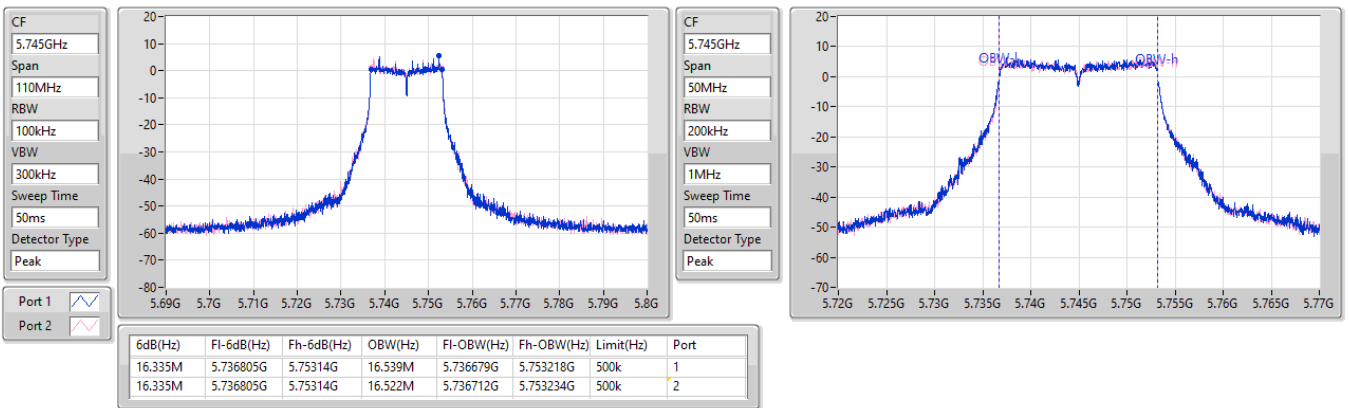 CF
5.745GHz
Span
110MHz
RBW
100kHz
VBW
300kHz
Sweep Time
50ms
Detector Type
Peak
Port 1
Port 2
20-
10-
0-
-10-
-20-
-30-
-40-
-50-
-60-
-70-
-80-
5.69G 5.7G 5.71G 5.72G 5.73G 5.74G 5.75G 5.76G 5.77G 5.78G 5.79G 5.8G
CF
5.745GHz
Span
50MHz
RBW
200kHz
VBW
1MHz
Sweep Time
50ms
Detector Type
Peak
20-
10-
0-
-10-
-20-
-30-
-40-
-50-
-60-
-70-
OBW-l OBW-h
5.72G 5.725G 5.73G 5.735G 5.74G 5.745G 5.75G 5.755G 5.76G 5.765G 5.77G
6dB(Hz) Fl-6dB(Hz) Fh-6dB(Hz) OBW(Hz) Fl-OBW(Hz) Fh-OBW(Hz) Limit(Hz) Port
16.335M 5.736805G 5.75314G 16.539M 5.736679G 5.753218G 500k 1
16.335M 5.736805G 5.75314G 16.522M 5.736712G 5.753234G 500k 2